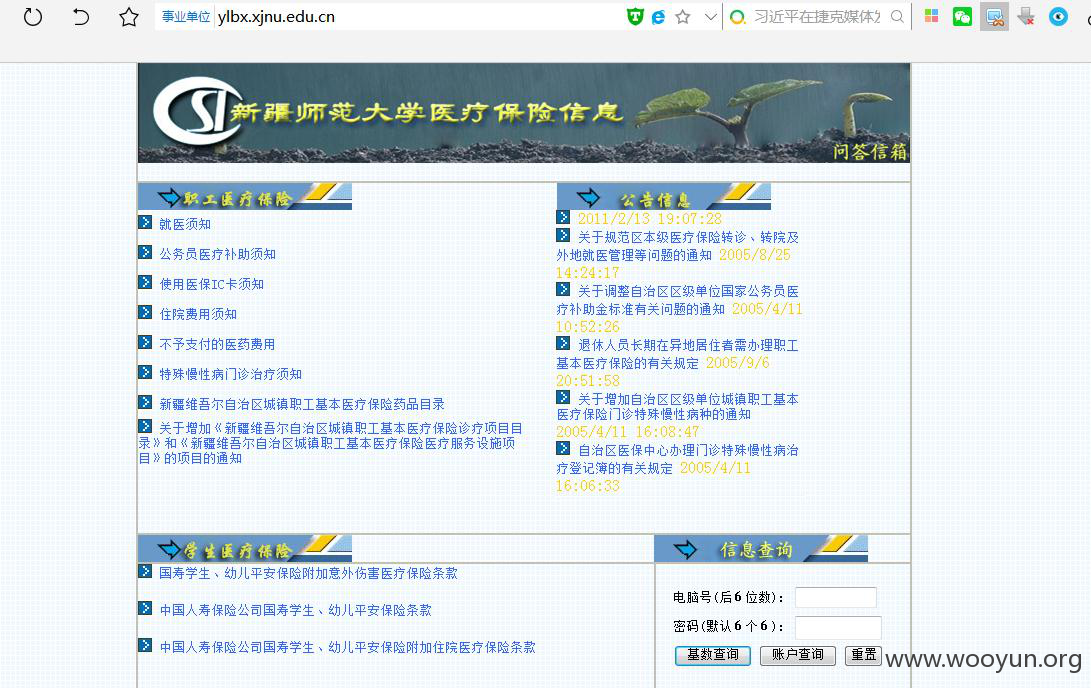 事业单位 ylbx.xjnu.edu.cn
习近平在捷克媒体发
CSI 新疆师范大学医疗保险信息
问答信箱
职工医疗保险
就医须知
公务员医疗补助须知
使用医保IC卡须知
住院费用须知
不予支付的医药费用
特殊慢性病门诊治疗须知
新疆维吾尔自治区城镇职工基本医疗保险药品目录
关于增加《新疆维吾尔自治区城镇职工基本医疗保险诊疗项目目
录》和《新疆维吾尔自治区城镇职工基本医疗保险医疗服务设施项
目》的项目的通知
公告信息
2011/2/13 19:07:28
关于规范区本级医疗保险转诊、转院及
外地就医管理等问题的通知 2005/8/25
14:24:17
关于调整自治区区级单位国家公务员医
疗补助金标准有关问题的通知 2005/4/11
10:52:26
退休人员长期在异地居住者需办理职工
基本医疗保险的有关规定 2005/9/6
20:51:58
关于增加自治区区级单位城镇职工基本
医疗保险门诊特殊慢性病种的通知
2005/4/11 16:08:47
自治区医保中心办理门诊特殊慢性病治
疗登记簿的有关规定 2005/4/11
16:06:33
学生医疗保险
国寿学生、幼儿平安保险附加意外伤害医疗保险条款
中国人寿保险公司国寿学生、幼儿平安保险条款
中国人寿保险公司国寿学生、幼儿平安保险附加住院医疗保险条款
信息查询
电脑号(后6位数)：
密码(默认6个6)：
基数查询 账户查询 重置
www.wooyun.org